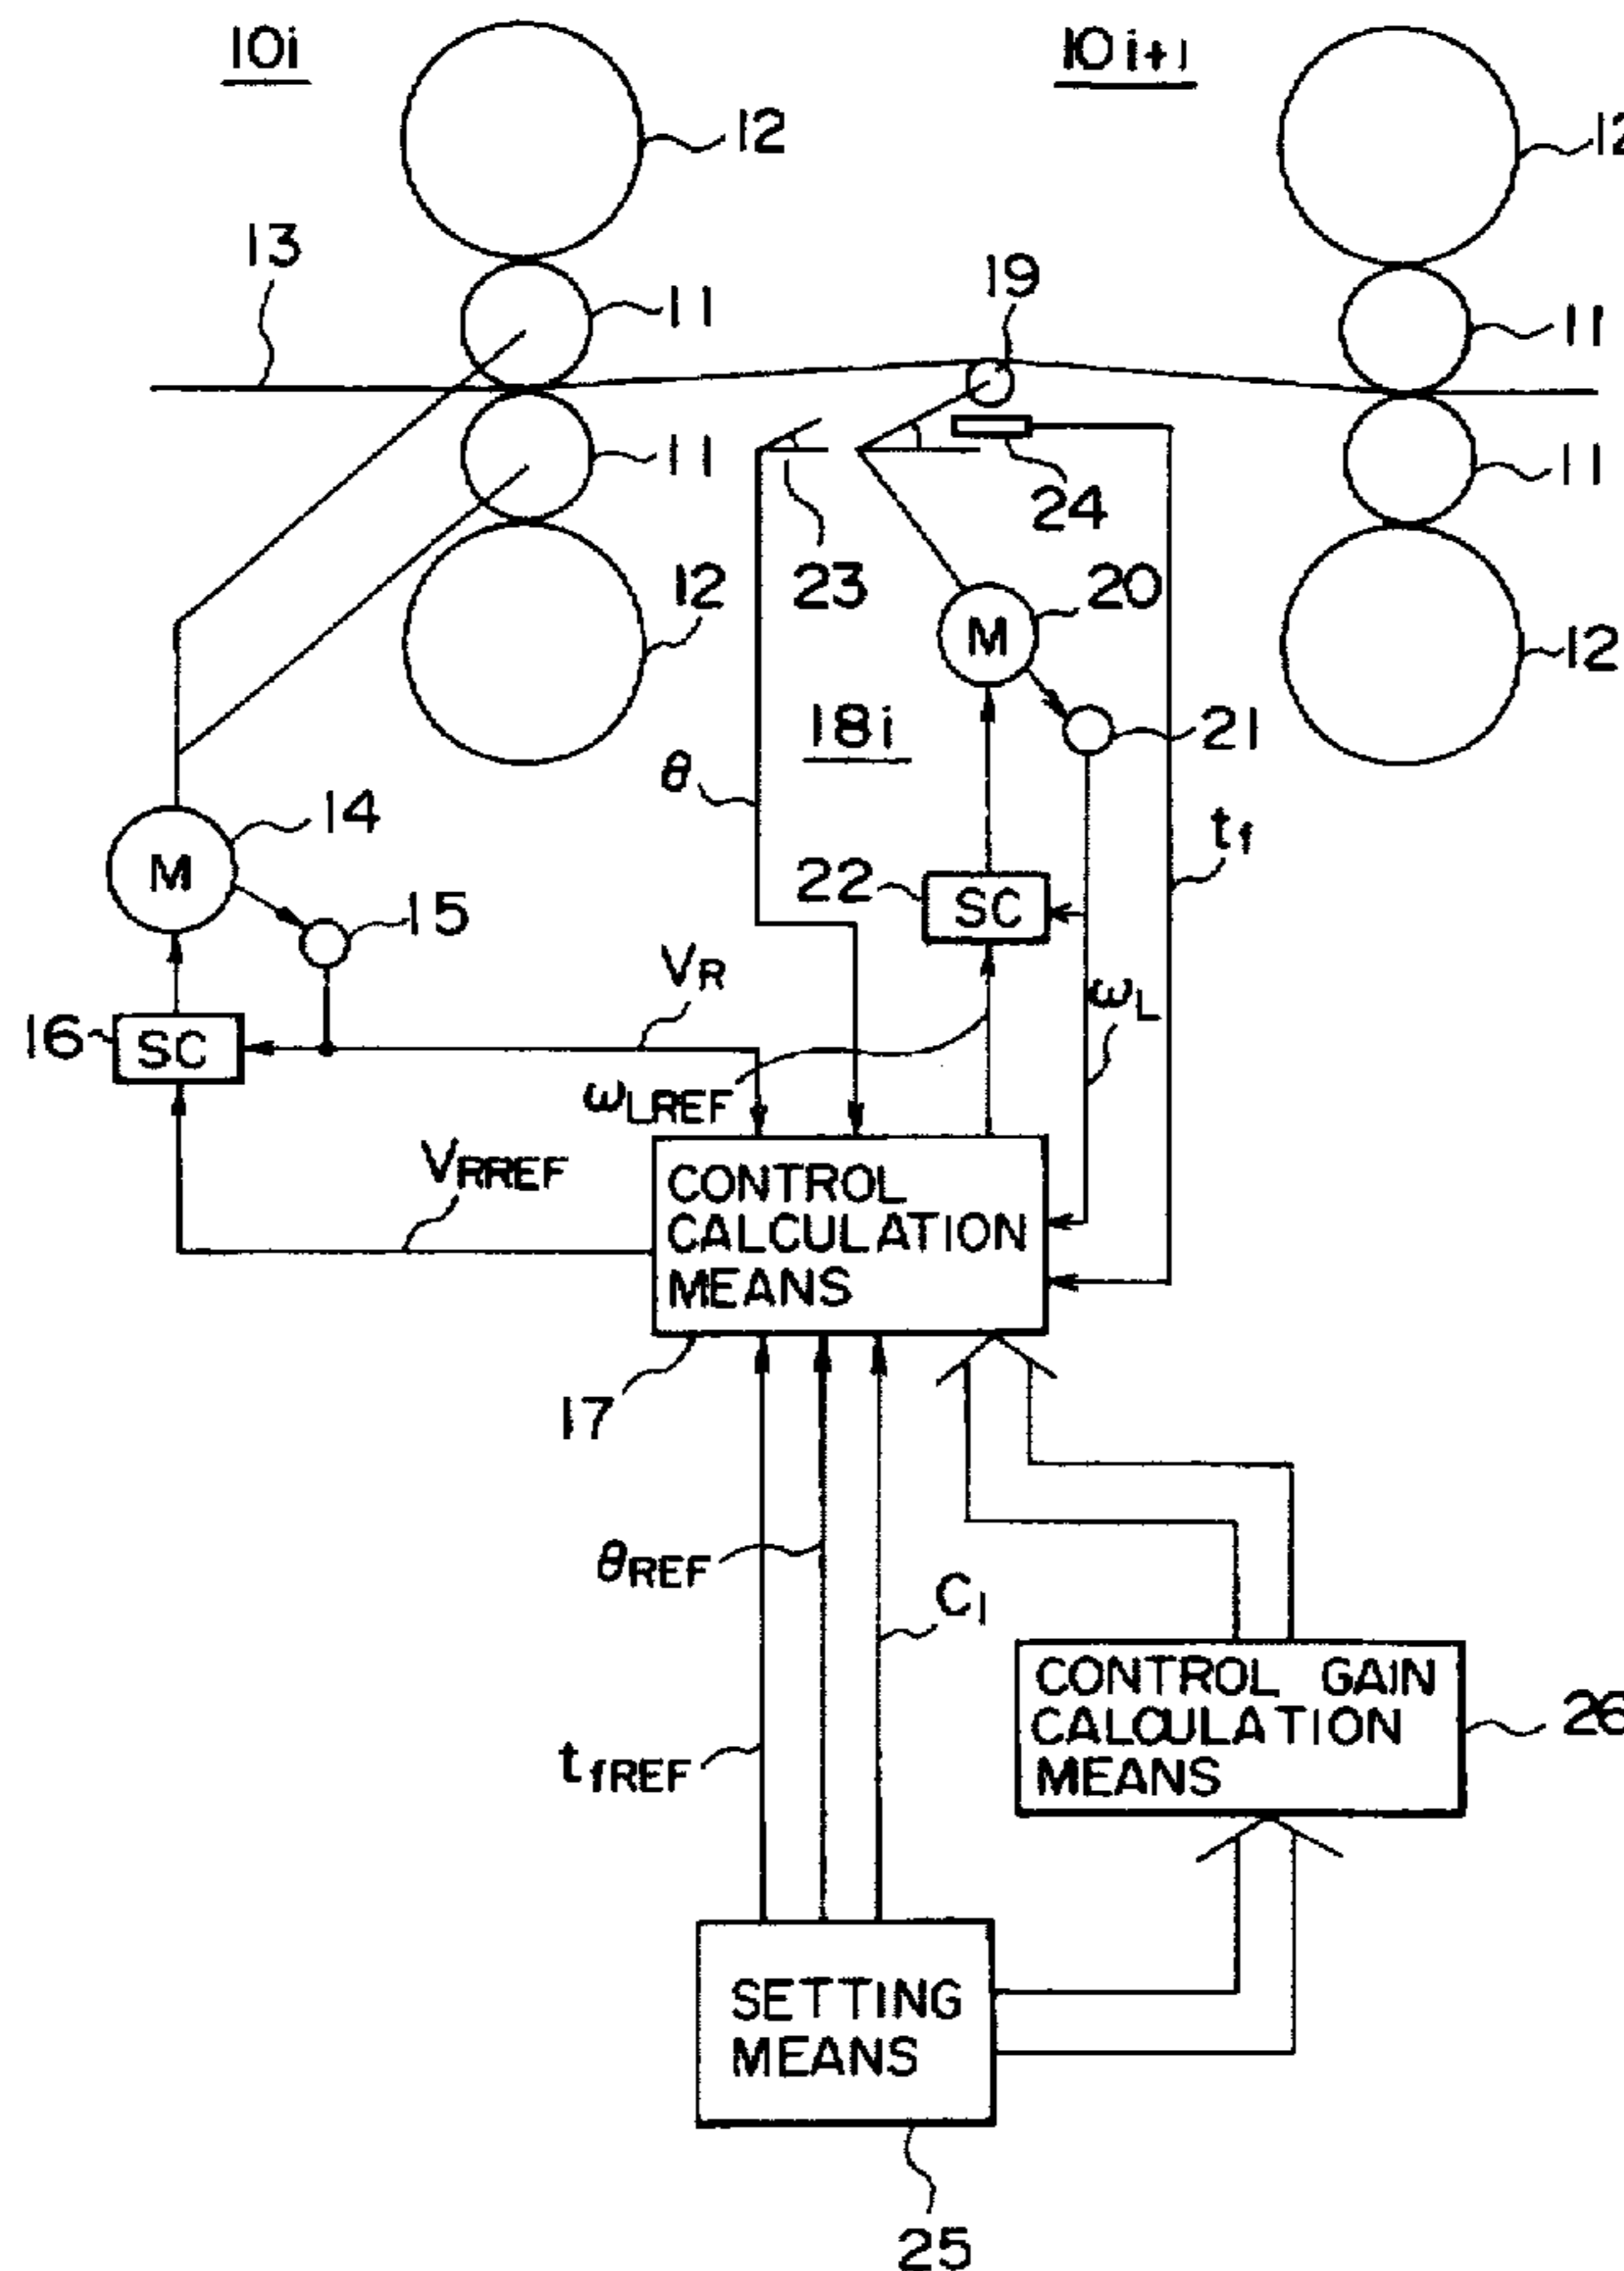 10i
10i+1
12
12
13
19
11
11
11
11
24
23
20
12
12
M
18i
21
θ
14
tf
22
SC
M
15
VR
ωL
16
SC
ωLREF
VRREF
CONTROL
CALCULATION
MEANS
17
θREF
C1
CONTROL GAIN
CALCULATION
MEANS
26
tfREF
SETTING
MEANS
25